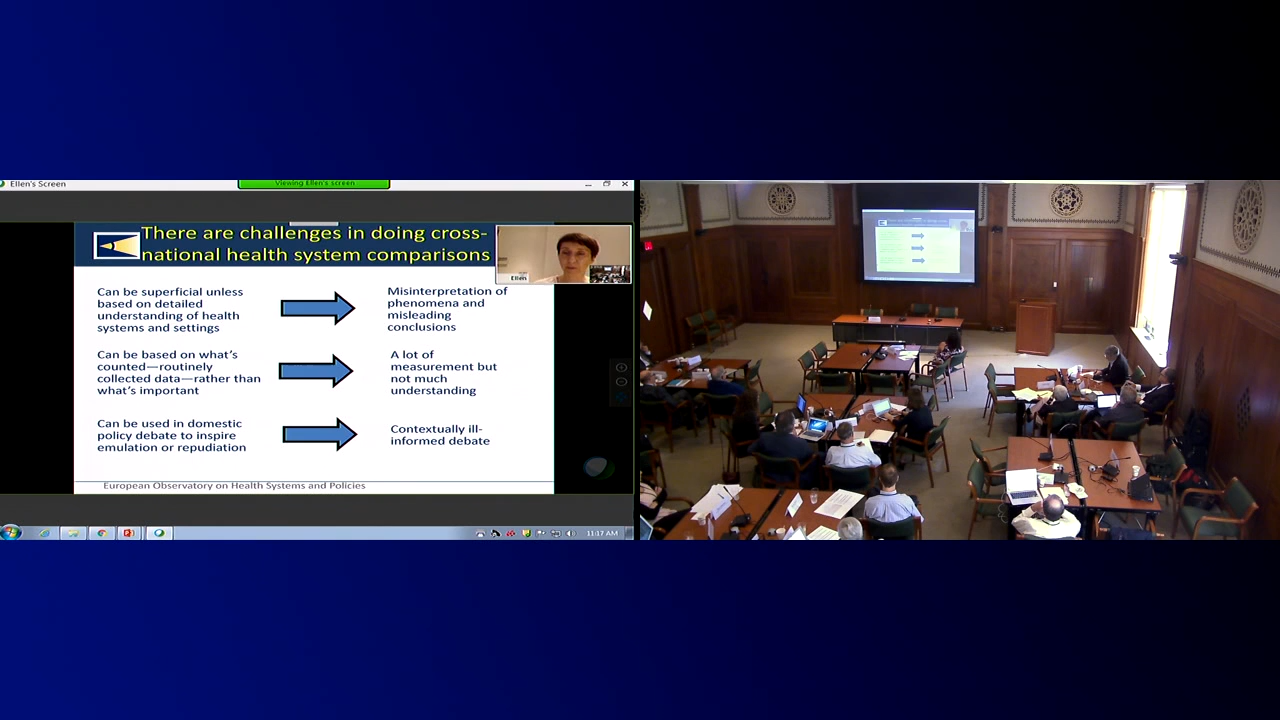 Ellen's Screen
Viewing Ellen's screen
There are challenges in doing cross-
national health system comparisons
Ellen
Can be superficial unless
based on detailed
understanding of health
systems and settings
Misinterpretation of
phenomena and
misleading
conclusions
Can be based on what's
counted—routinely
collected data—rather than
what's important
A lot of
measurement but
not much
understanding
Can be used in domestic
policy debate to inspire
emulation or repudiation
Contextually ill-
informed debate
European Observatory on Health Systems and Policies
11:17 AM